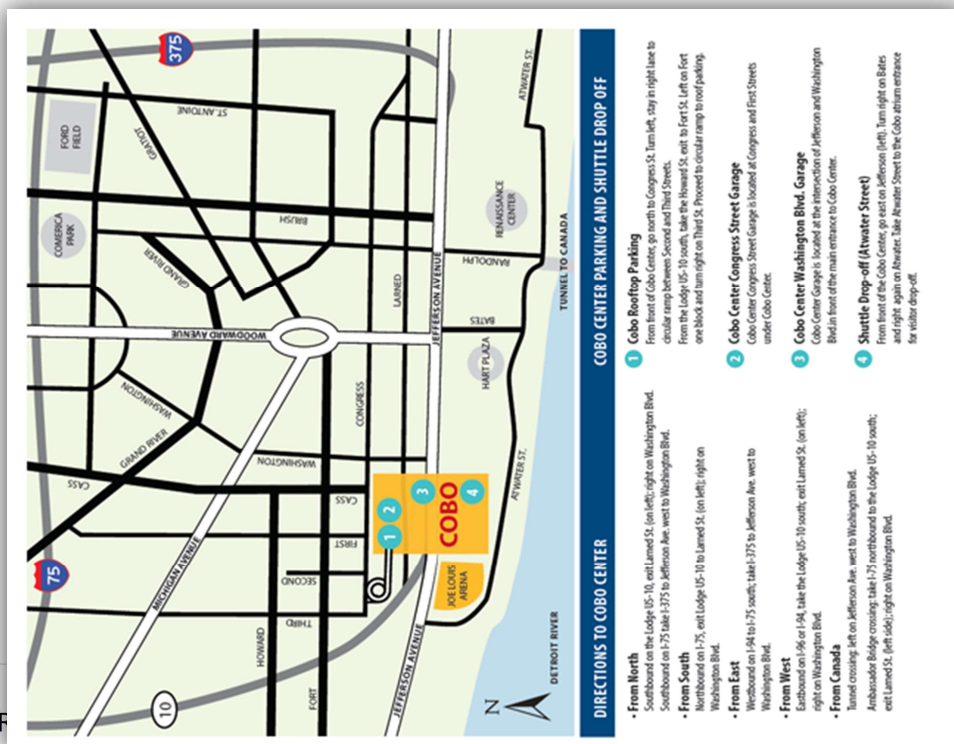 375
ATWATER ST.
ST. ANTOINE
FORD
FIELD
GRATIOT
COMERICA
PARK
BRUSH
RENAISSANCE
CENTER
GRAND RIVER
RANDOLPH
LARNED
JEFFERSON AVENUE
TUNNEL TO CANADA
WOODWARD AVENUE
BATES
HART PLAZA
WASHINGTON
CONGRESS
GRAND RIVER
WASHINGTON
ATWATER ST.
CASS
CASS
1
2
3
4
COBO
FIRST
75
SECOND
JOE LOUIS
ARENA
MICHIGAN AVENUE
THIRD
HOWARD
FORT
JEFFERSON AVENUE
DETROIT RIVER
10
N
DIRECTIONS TO COBO CENTER
• From North
Southbound on the Lodge US-10, exit Larned St. (on left); right on Washington Blvd.
Southbound on I-75 take I-375 to Jefferson Ave. west to Washington Blvd.
• From South
Northbound on I-75, exit Lodge US-10 to Larned St. (on left); right on
Washington Blvd.
• From East
Westbound on I-94 to I-75 south; take I-375 to Jefferson Ave. west to
Washington Blvd.
• From West
Eastbound on I-96 or I-94, take the Lodge US-10 south; exit Larned St. (on left);
right on Washington Blvd.
• From Canada
Tunnel crossing: left on Jefferson Ave. west to Washington Blvd.
Ambassador Bridge crossing: take I-75 northbound to the Lodge US-10 south;
exit Larned St. (left side); right on Washington Blvd.
COBO CENTER PARKING AND SHUTTLE DROP OFF
1 Cobo Rooftop Parking
From front of Cobo Center, go north to Congress St. Turn left, stay in right lane to
circular ramp between Second and Third Streets.
From the Lodge US-10 south, take the Howard St. exit to Fort St. Left on Fort
one block and turn right on Third St. Proceed to circular ramp to roof parking.
2 Cobo Center Congress Street Garage
Cobo Center Congress Street Garage is located at Congress and First Streets
under Cobo Center.
3 Cobo Center Washington Blvd. Garage
Cobo Center Garage is located at the intersection of Jefferson and Washington
Blvd.in front of the main entrance to Cobo Center.
4 Shuttle Drop-off (Atwater Street)
From front of the Cobo Center, go east on Jefferson (left). Turn right on Bates
and right again on Atwater. Take Atwater Street to the Cobo atrium entrance
for visitor drop-off.